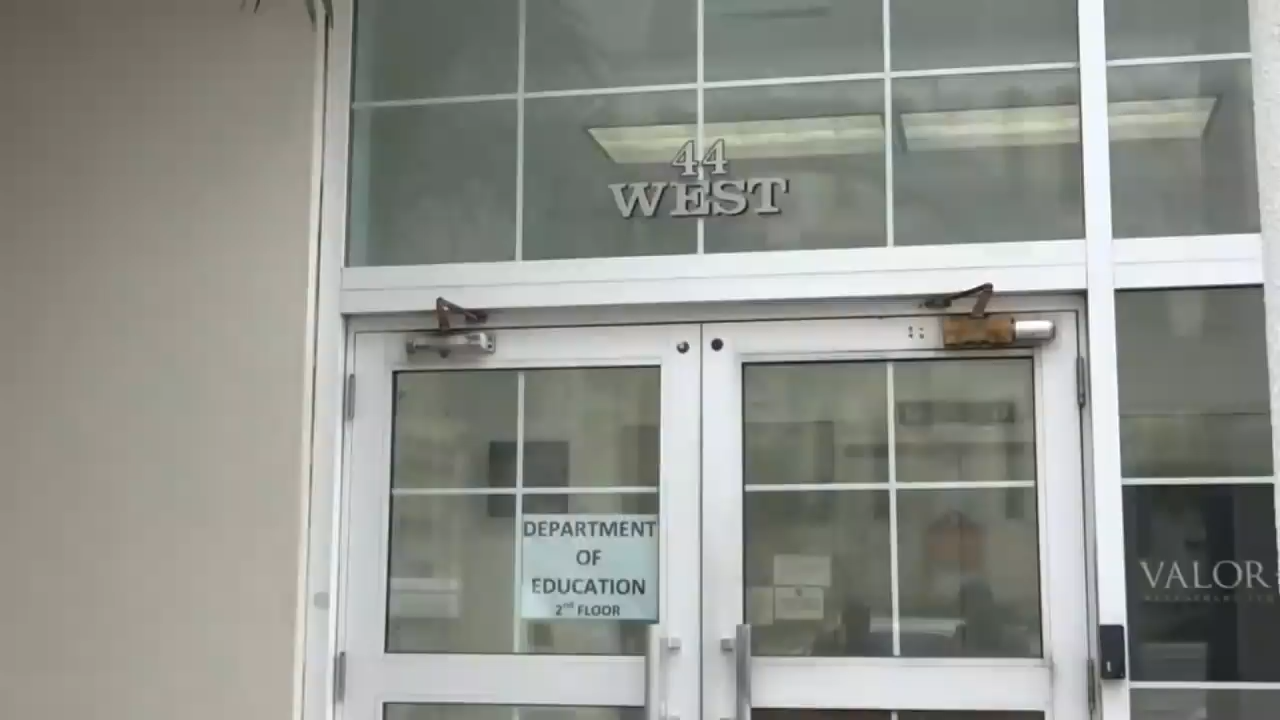 44
WEST
DEPARTMENT
OF
EDUCATION
2nd FLOOR
VALOR